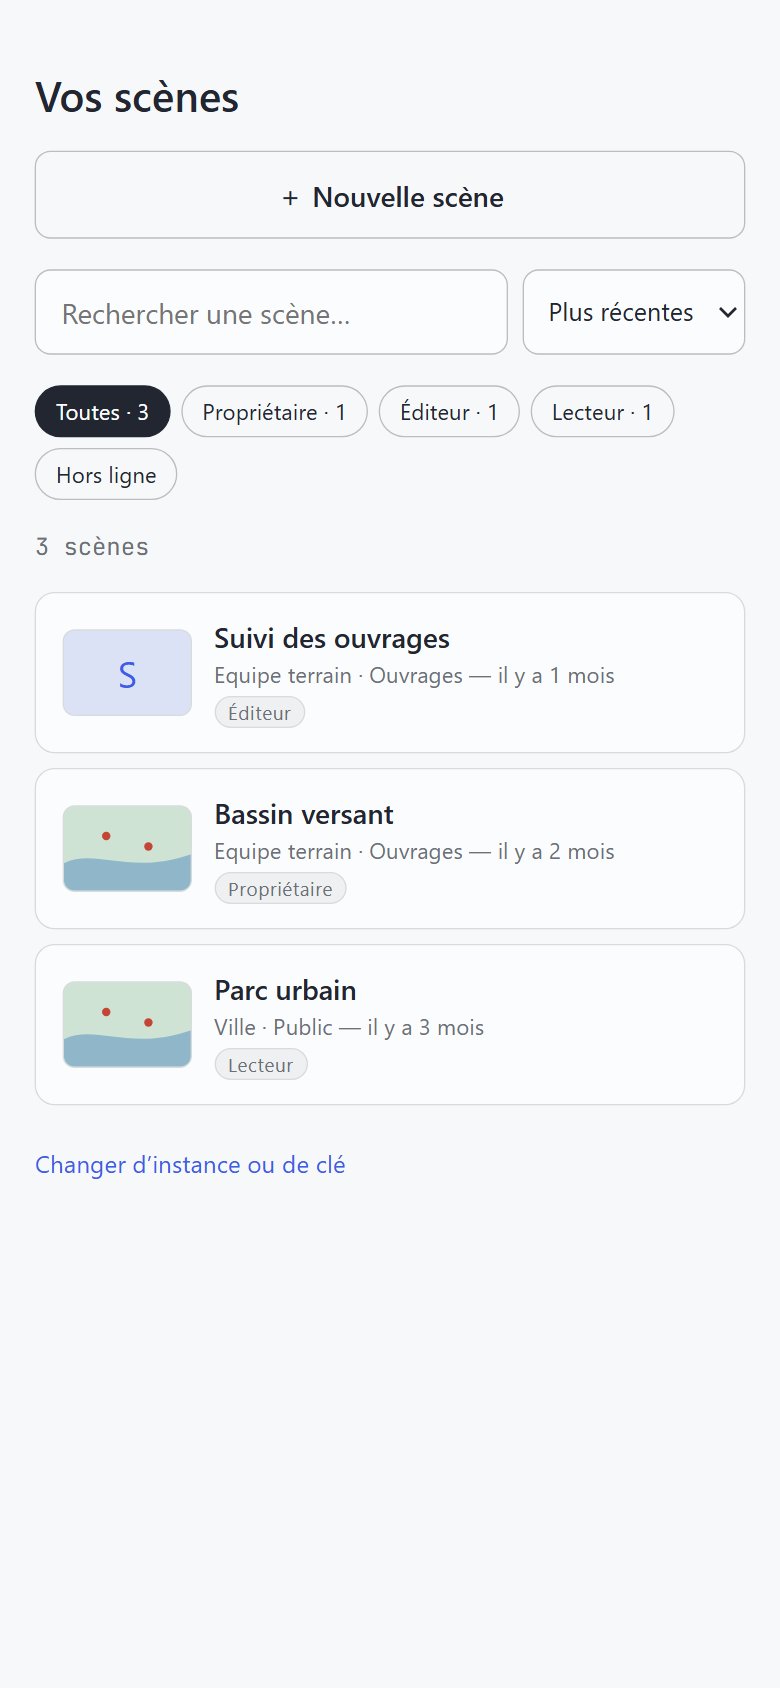 Vos scènes
+ Nouvelle scène
Rechercher une scène…
Plus récentes
Toutes · 3
Propriétaire · 1
Éditeur · 1
Lecteur · 1
Hors ligne
3 scènes
S
Suivi des ouvrages
Equipe terrain · Ouvrages — il y a 1 mois
Éditeur
Bassin versant
Equipe terrain · Ouvrages — il y a 2 mois
Propriétaire
Parc urbain
Ville · Public — il y a 3 mois
Lecteur
Changer d’instance ou de clé